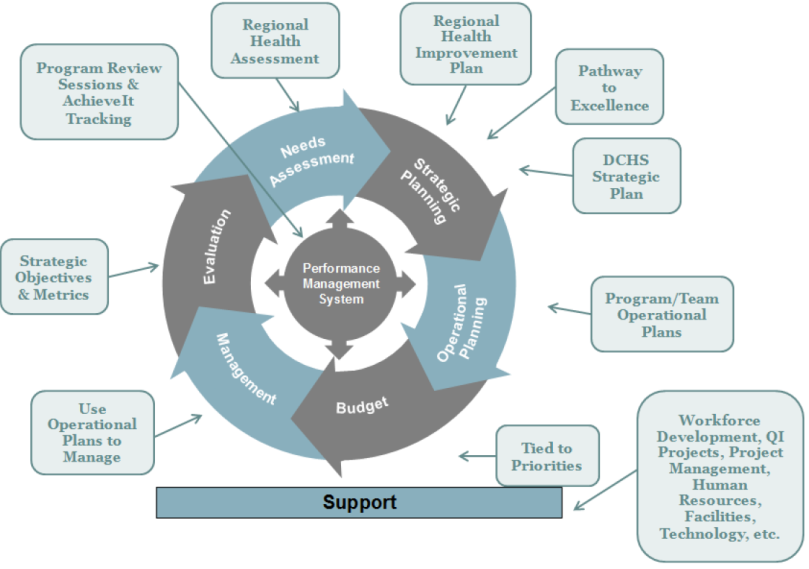 Regional
Health
Assessment
Regional
Health
Improvement
Plan
Program Review
Sessions &
AchieveIt
Tracking
Pathway
to
Excellence
DCHS
Strategic
Plan
Needs
Assessment
Strategic
Planning
Evaluation
Performance
Management
System
Strategic
Objectives
& Metrics
Operational
Planning
Program/Team
Operational
Plans
Management
Budget
Use
Operational
Plans to
Manage
Tied to
Priorities
Workforce
Development, QI
Projects, Project
Management,
Human
Resources,
Facilities,
Technology, etc.
Support